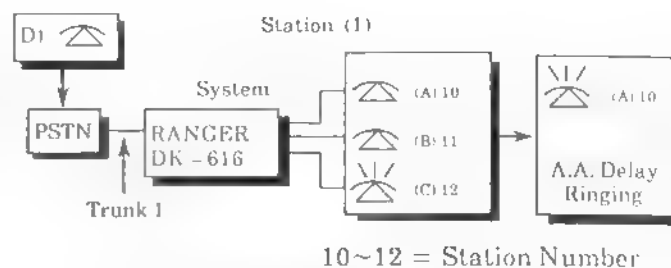 D1
Station (1)
System
PSTN
RANGER
DK-616
Trunk 1
(A) 10
(B) 11
(C) 12
(A) 10
A.A. Delay
Ringing
10~12 = Station Number